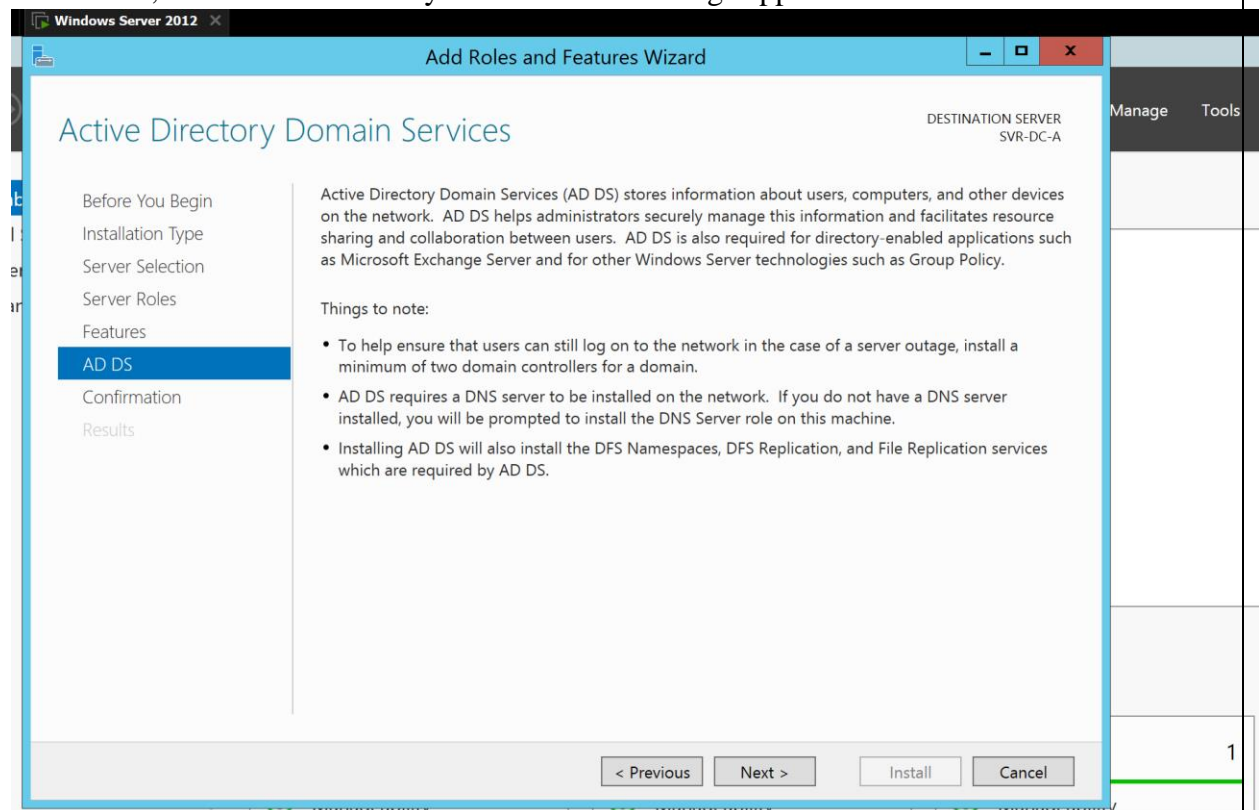 Windows Server 2012
Add Roles and Features Wizard
Manage Tools
Active Directory Domain Services
DESTINATION SERVER
SVR-DC-A
Before You Begin
Installation Type
Server Selection
Server Roles
Features
AD DS
Confirmation
Results
Active Directory Domain Services (AD DS) stores information about users, computers, and other devices
on the network. AD DS helps administrators securely manage this information and facilitates resource
sharing and collaboration between users. AD DS is also required for directory-enabled applications such
as Microsoft Exchange Server and for other Windows Server technologies such as Group Policy.
Things to note:
• To help ensure that users can still log on to the network in the case of a server outage, install a
minimum of two domain controllers for a domain.
• AD DS requires a DNS server to be installed on the network. If you do not have a DNS server
installed, you will be prompted to install the DNS Server role on this machine.
• Installing AD DS will also install the DFS Namespaces, DFS Replication, and File Replication services
which are required by AD DS.
1
< Previous
Next >
Install
Cancel